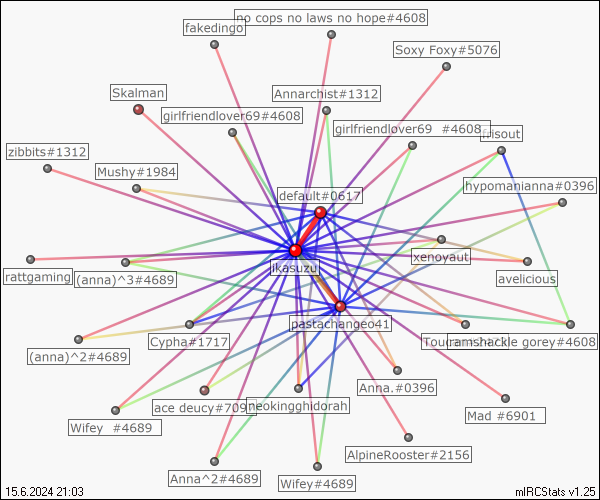 no cops no laws no hope#4608
fakedingo
Soxy Foxy#5076
Skalman
Annarchist#1312
girlfriendlover69#4608
girlfriendlover69 #4608
frisout
zibbits#1312
Mushy#1984
hypomanianna#0396
default#0617
xenoyaut
ikasuzu
rattgaming
(anna)^3#4689
avelicious
pastachangeo41
Cypha#1717
ramshackle gorey#4608
(anna)^2#4689
Anna.#0396
ace deucy#709
neokingghidorah
Mad #6901
Wifey #4689
AlpineRooster#2156
Anna^2#4689
Wifey#4689
15.6.2024 21:03
mIRCStats v1.25